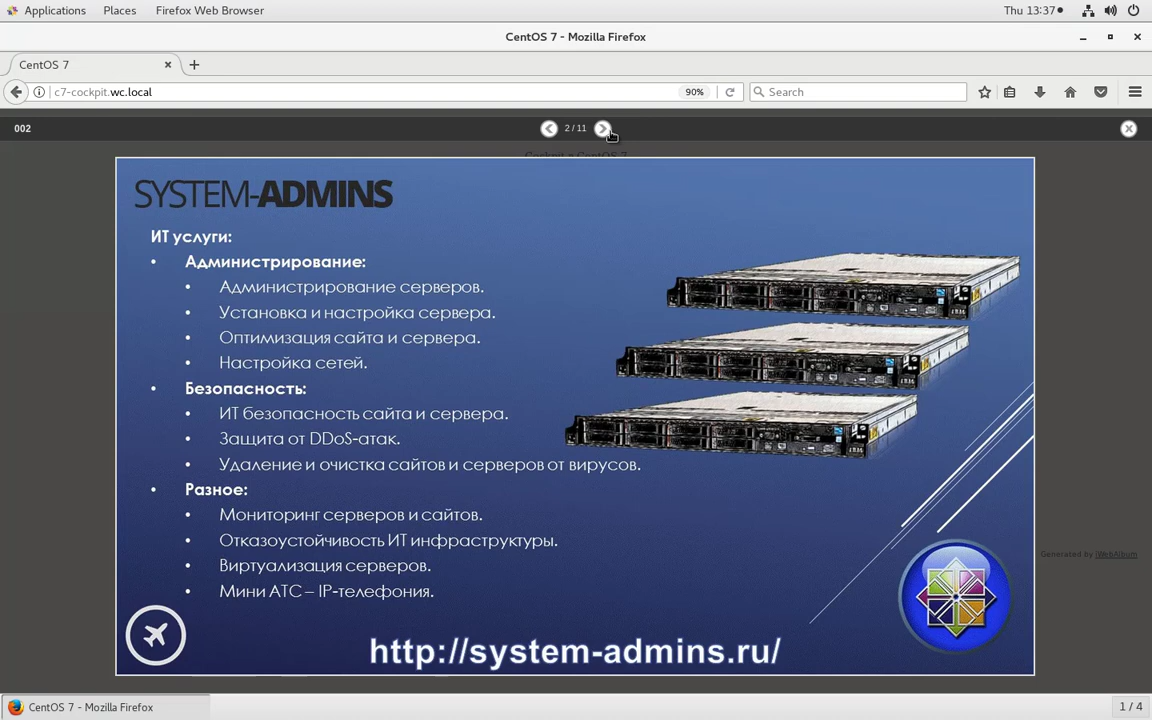 Applications Places Firefox Web Browser Thu 13:37
CentOS 7 - Mozilla Firefox
CentOS 7
c7-cockpit.wc.local 90% Search
002 2 / 11
SYSTEM-ADMINS
ИТ услуги:
• Администрирование:
• Администрирование серверов.
• Установка и настройка сервера.
• Оптимизация сайта и сервера.
• Настройка сетей.
• Безопасность:
• ИТ безопасность сайта и сервера.
• Защита от DDoS-атак.
• Удаление и очистка сайтов и серверов от вирусов.
• Разное:
• Мониторинг серверов и сайтов.
• Отказоустойчивость ИТ инфраструктуры.
Generated by iWebAlbum
• Виртуализация серверов.
• Мини АТС – IP-телефония.
http://system-admins.ru/
CentOS 7 - Mozilla Firefox 1 / 4